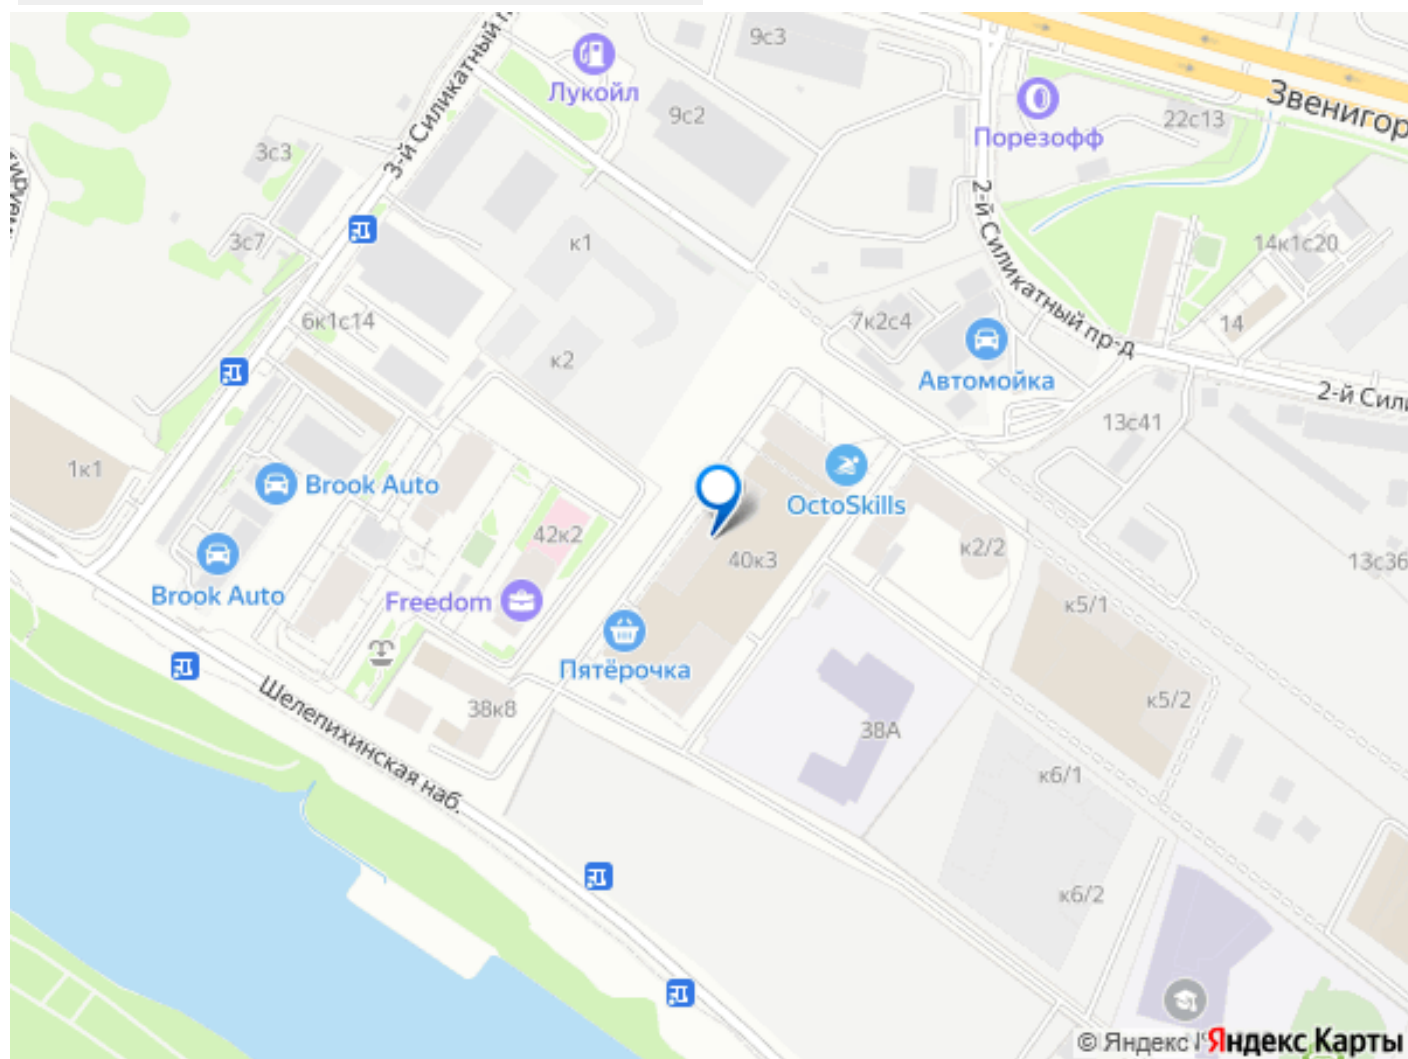 9с3
3-й Силикатный п
Лукойл
Звенигор
9с2
22с13
Порезофф
3с3
2-й Силикатный пр-д
3с7
к1
14к1с20
6к1с14
7к2с4
14
к2
Автомойка
2-й Сили
13с41
1к1
Brook Auto
OctoSkills
42к2
40к3
к2/2
13с36
Brook Auto
Freedom
к5/1
Пятёрочка
Шелепихинская наб.
38к8
к5/2
38А
к6/1
к6/2
© Яндекс
Яндекс Карты